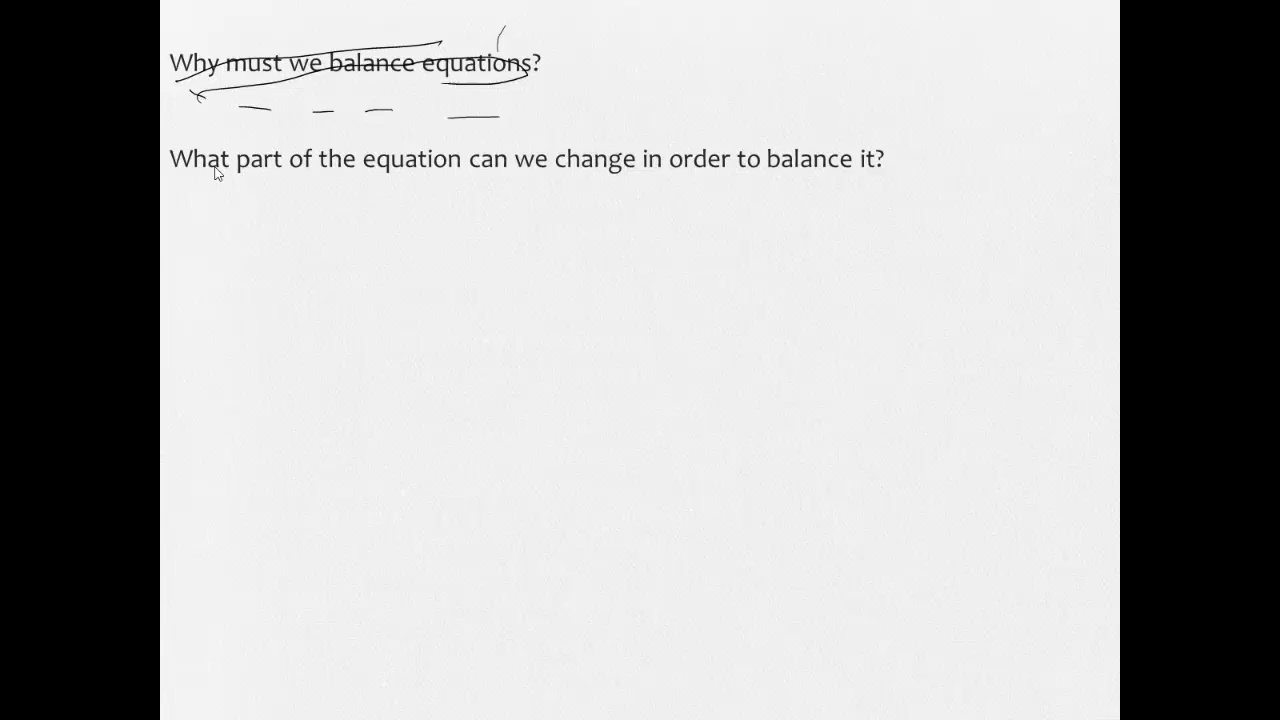 Why must we balance equations?
What part of the equation can we change in order to balance it?